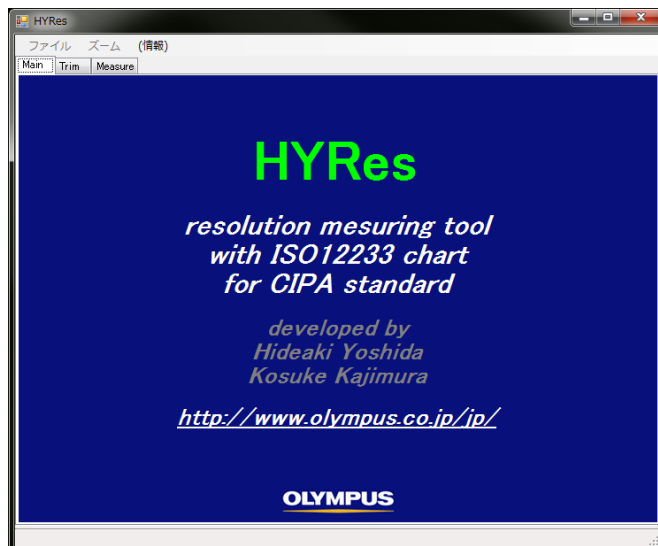 HYRes
ファイル ズーム (情報)
Main Trim Measure
HYRes
resolution mesuring tool
with ISO12233 chart
for CIPA standard
developed by
Hideaki Yoshida
Kosuke Kajimura
http://www.olympus.co.jp/jp/
OLYMPUS